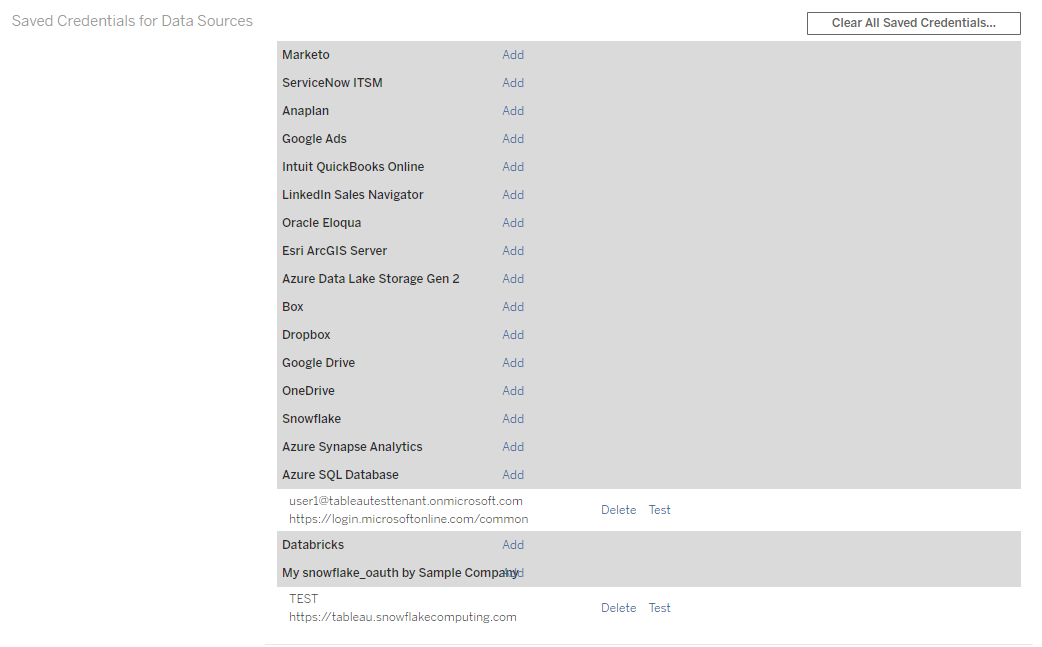 Saved Credentials for Data Sources
Clear All Saved Credentials...
Marketo Add
ServiceNow ITSM Add
Anaplan Add
Google Ads Add
Intuit QuickBooks Online Add
LinkedIn Sales Navigator Add
Oracle Eloqua Add
Esri ArcGIS Server Add
Azure Data Lake Storage Gen 2 Add
Box Add
Dropbox Add
Google Drive Add
OneDrive Add
Snowflake Add
Azure Synapse Analytics Add
Azure SQL Database Add
user1@tableautesttenant.onmicrosoft.com
https://login.microsoftonline.com/common
Delete Test
Databricks Add
My snowflake_oauth by Sample Company Add
TEST
https://tableau.snowflakecomputing.com
Delete Test